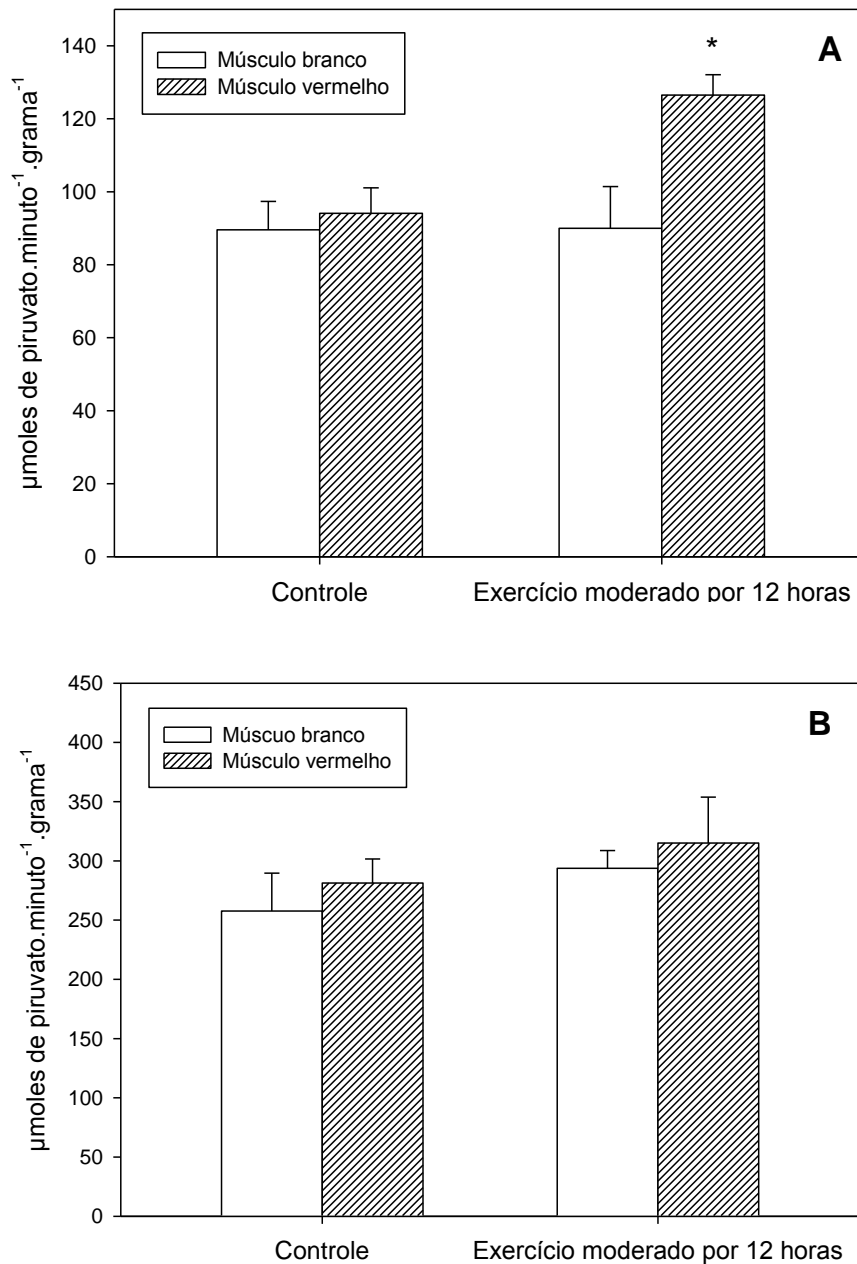 A
*
Músculo branco
Músculo vermelho
140
120
100
80
60
40
20
0
µmoles de piruvato.minuto⁻¹.grama⁻¹
Controle
Exercício moderado por 12 horas
B
Múscuo branco
Músculo vermelho
450
400
350
300
250
200
150
100
50
0
µmoles de piruvato.minuto⁻¹.grama⁻¹
Controle
Exercício moderado por 12 horas